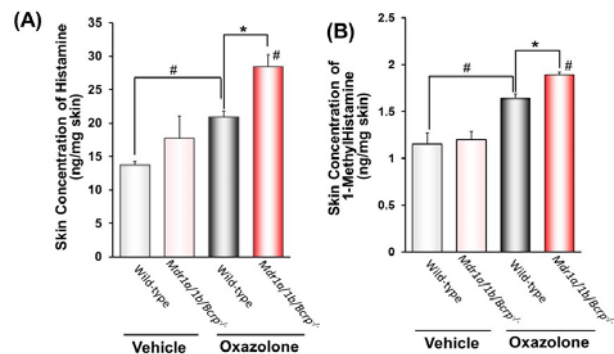 (A)
Skin Concentration of Histamine
(ng/mg skin)
35
30
25
20
15
10
5
0
#
*
#
Wild-type
Mdr1a/1b/Bcrp-/-
Wild-type
Mdr1a/1b/Bcrp-/-
Vehicle
Oxazolone
(B)
Skin Concentration of
1-MethylHistamine
(ng/mg skin)
2.5
2
1.5
1
0.5
0
#
*
#
Wild-type
Mdr1a/1b/Bcrp-/-
Wild-type
Mdr1a/1b/Bcrp-/-
Vehicle
Oxazolone